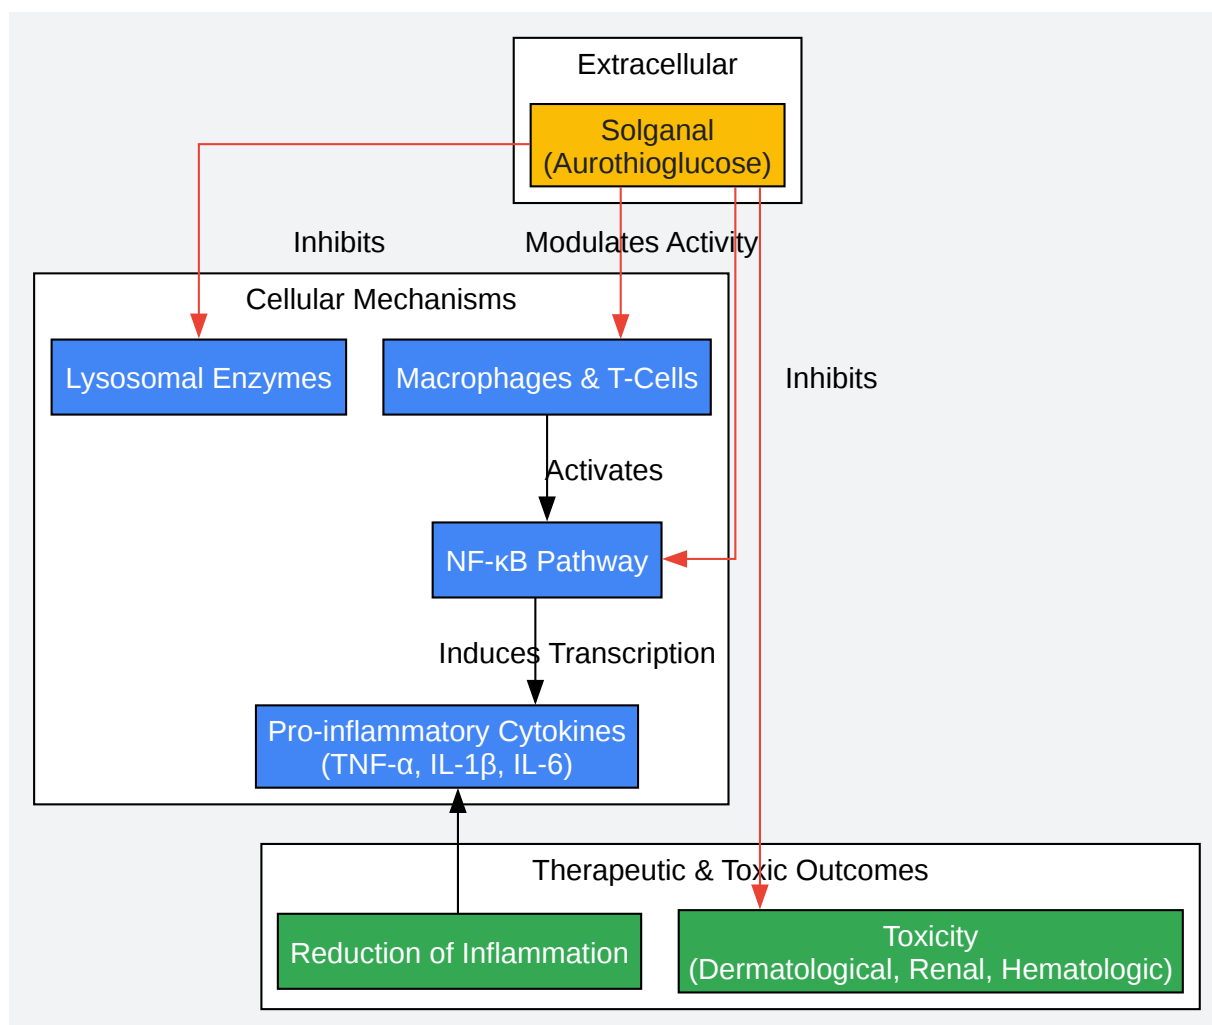 Extracellular
Solganal
(Aurothioglucose)
Inhibits
Modulates Activity
Cellular Mechanisms
Lysosomal Enzymes
Macrophages & T-Cells
Inhibits
Activates
NF-κB Pathway
Induces Transcription
Pro-inflammatory Cytokines
(TNF-α, IL-1β, IL-6)
Therapeutic & Toxic Outcomes
Reduction of Inflammation
Toxicity
(Dermatological, Renal, Hematologic)